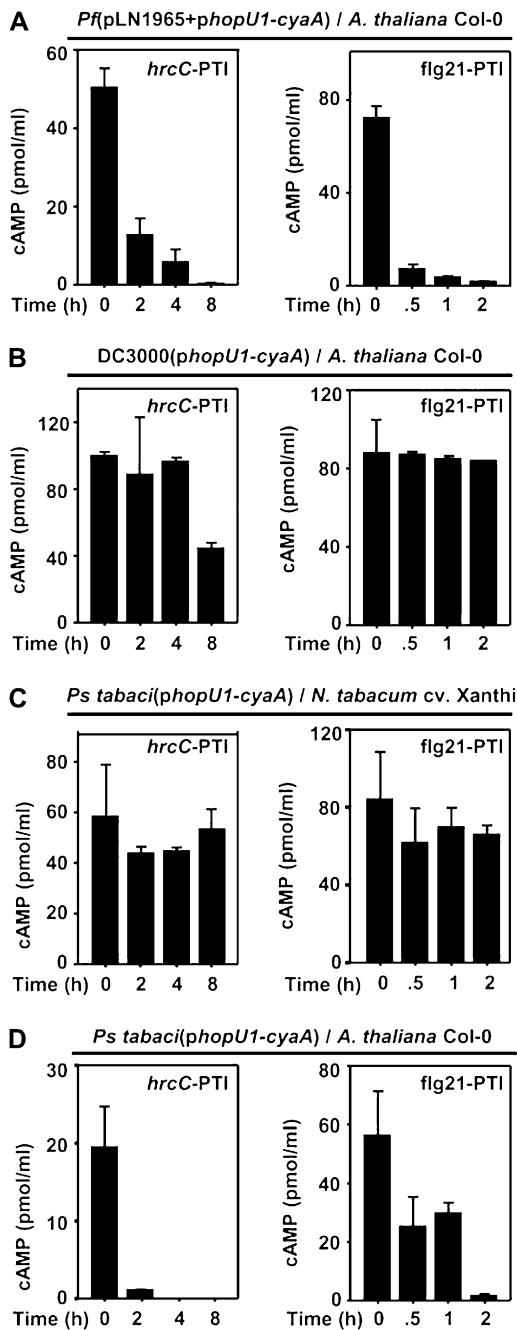 A Pf(pLN1965+phopU1-cyaA) / A. thaliana Col-0
hrcC-PTI
cAMP (pmol/ml)
60
40
20
0
Time (h) 0 2 4 8
flg21-PTI
cAMP (pmol/ml)
80
40
0
Time (h) 0 .5 1 2
B DC3000(phopU1-cyaA) / A. thaliana Col-0
hrcC-PTI
cAMP (pmol/ml)
120
80
40
0
Time (h) 0 2 4 8
flg21-PTI
cAMP (pmol/ml)
120
80
40
0
Time (h) 0 .5 1 2
C Ps tabaci(phopU1-cyaA) / N. tabacum cv. Xanthi
hrcC-PTI
cAMP (pmol/ml)
80
60
40
20
0
Time (h) 0 2 4 8
flg21-PTI
cAMP (pmol/ml)
120
80
40
0
Time (h) 0 .5 1 2
D Ps tabaci(phopU1-cyaA) / A. thaliana Col-0
hrcC-PTI
cAMP (pmol/ml)
30
20
10
0
Time (h) 0 2 4 8
flg21-PTI
cAMP (pmol/ml)
80
60
40
20
0
Time (h) 0 .5 1 2